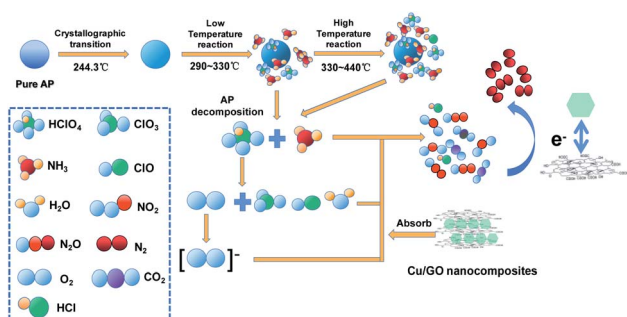 Crystallographic
transition
244.3℃
Low
Temperature
reaction
290~330℃
High
Temperature
reaction
330~440℃
Pure AP
AP
decomposition
HClO₄
ClO₃
NH₃
ClO
H₂O
NO₂
N₂O
N₂
O₂
CO₂
HCl
e⁻
[ ]⁻
Absorb
Cu/GO nanocomposites